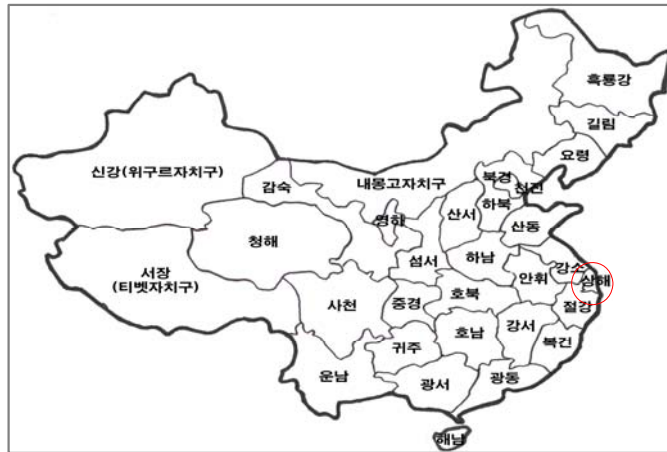 흑룡강
길림
요령
신강(위구르자치구)
내몽고자치구
북경
천진
감숙
하북
영하
산서
산동
청해
섬서
하남
강소
상해
안휘
서장
(티벳자치구)
사천
중경
호북
절강
강서
호남
복건
귀주
운남
광서
광동
해남